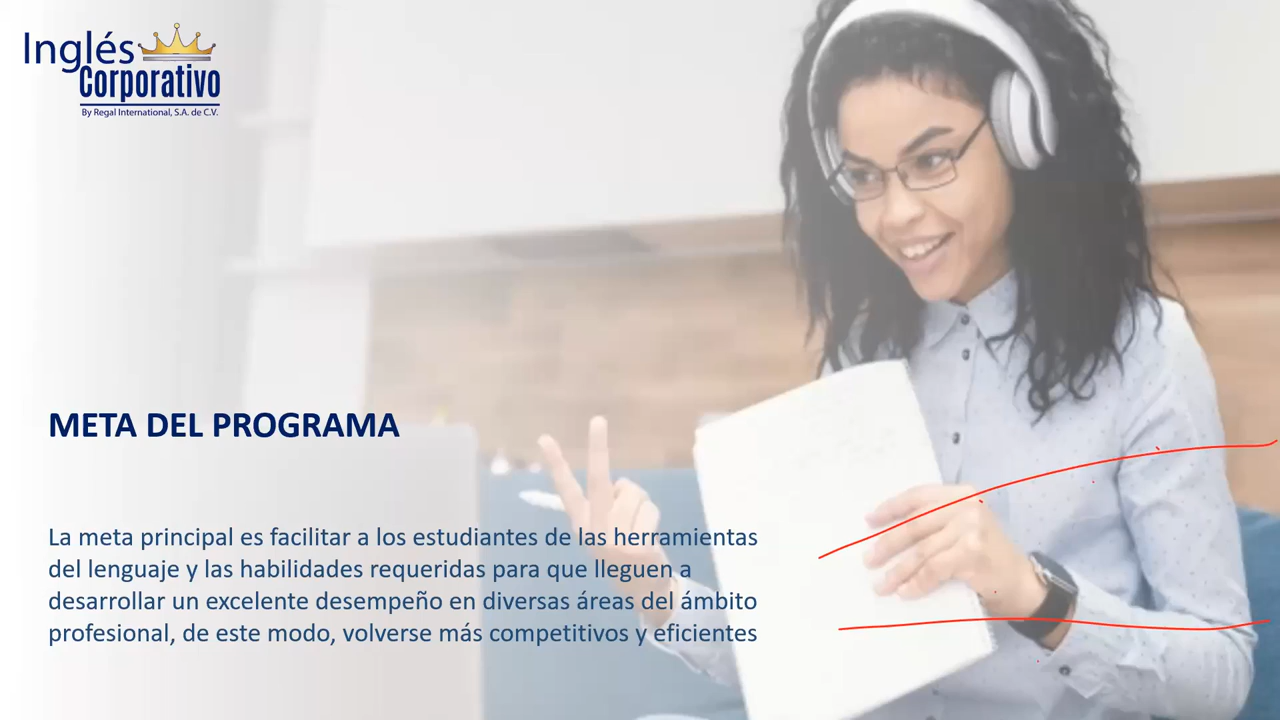 Inglés
Corporativo
By Regal International, S.A. de C.V.
META DEL PROGRAMA
La meta principal es facilitar a los estudiantes de las herramientas
del lenguaje y las habilidades requeridas para que lleguen a
desarrollar un excelente desempeño en diversas áreas del ámbito
profesional, de este modo, volverse más competitivos y eficientes